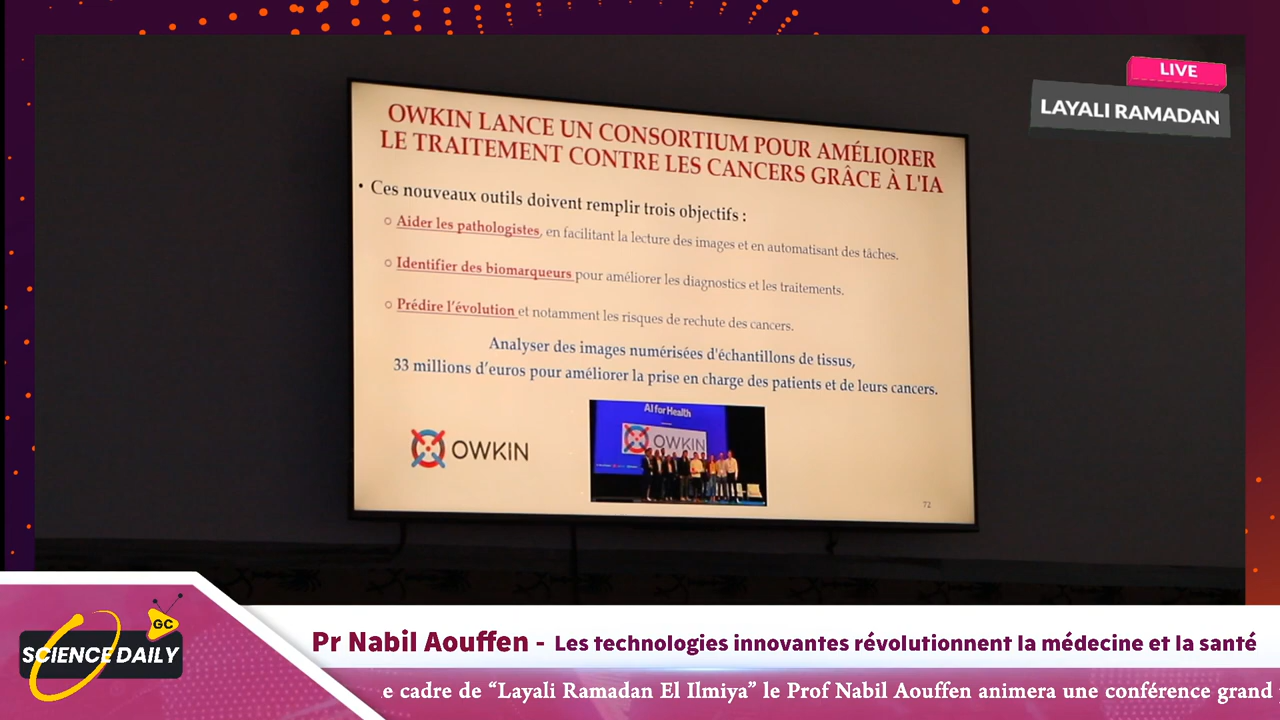 LIVE
LAYALI RAMADAN
OWKIN LANCE UN CONSORTIUM POUR AMÉLIORER
LE TRAITEMENT CONTRE LES CANCERS GRÂCE À L'IA
• Ces nouveaux outils doivent remplir trois objectifs :
○ Aider les pathologistes, en facilitant la lecture des images et en automatisant des tâches.
○ Identifier des biomarqueurs pour améliorer les diagnostics et les traitements.
○ Prédire l'évolution et notamment les risques de rechute des cancers.
Analyser des images numérisées d'échantillons de tissus,
33 millions d'euros pour améliorer la prise en charge des patients et de leurs cancers.
OWKIN
AI for Health
OWKIN
72
GC
SCIENCE DAILY
Pr Nabil Aouffen - Les technologies innovantes révolutionnent la médecine et la santé
e cadre de “Layali Ramadan El Ilmiya” le Prof Nabil Aouffen animera une conférence grand